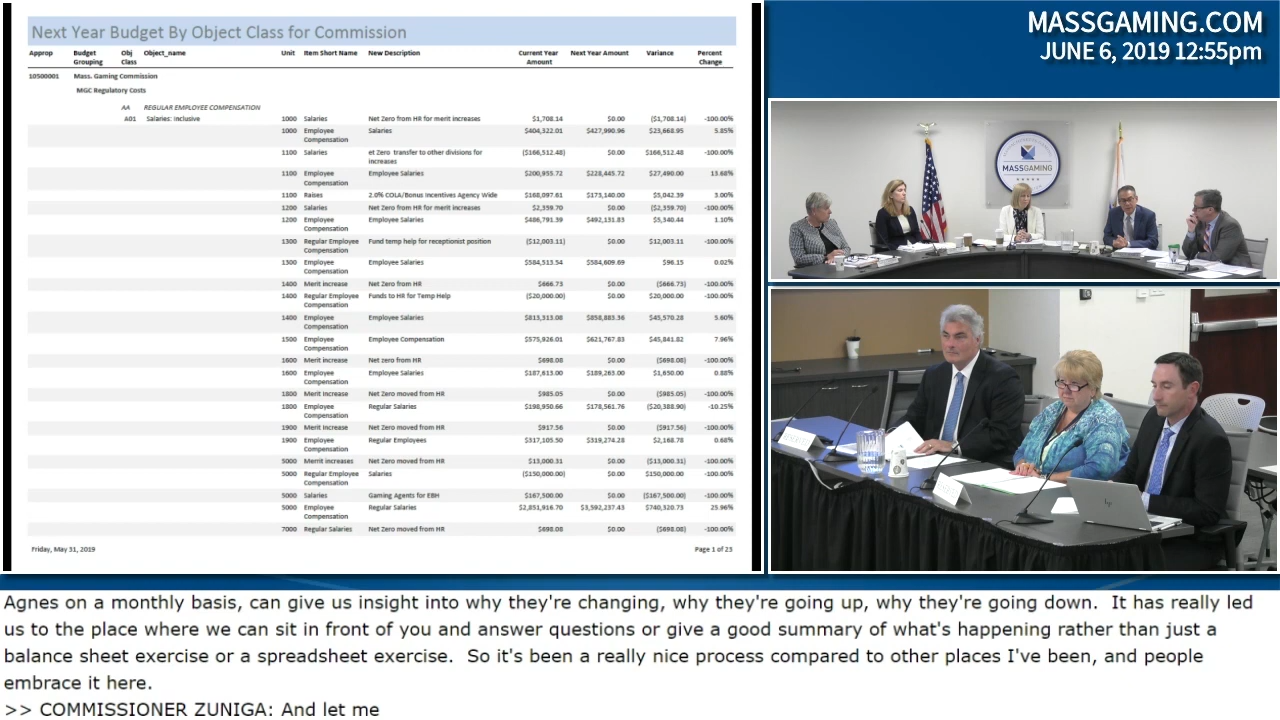 Next Year Budget By Object Class for Commission
Approp Budget Grouping Obj Class Object_name Unit Item Short Name New Description Current Year Amount Next Year Amount Variance Percent Change
10500001 Mass. Gaming Commission
MGC Regulatory Costs
AA REGULAR EMPLOYEE COMPENSATION
A01 Salaries: Inclusive 1000 Salaries Net Zero from HR for merit increases $1,708.14 $0.00 ($1,708.14) -100.00%
1000 Employee Compensation Salaries $404,322.01 $427,990.96 $23,668.95 5.85%
1100 Salaries et Zero transfer to other divisions for increases ($166,512.48) $0.00 $166,512.48 -100.00%
1100 Employee Compensation Employee Salaries $200,955.72 $228,445.72 $27,490.00 13.68%
1100 Raises 2.0% COLA/Bonus Incentives Agency Wide $168,097.61 $173,140.00 $5,042.39 3.00%
1200 Salaries Net Zero from HR for merit increases $2,359.70 $0.00 ($2,359.70) -100.00%
1200 Employee Compensation Employee Salaries $486,791.39 $492,131.83 $5,340.44 1.10%
1300 Regular Employee Compensation Fund temp help for receptionist position ($12,003.11) $0.00 $12,003.11 -100.00%
1300 Employee Compensation Employee Salaries $584,513.54 $584,609.69 $96.15 0.02%
1400 Merit increase Net Zero from HR $666.73 $0.00 ($666.73) -100.00%
1400 Regular Employee Compensation Funds to HR for Temp Help ($20,000.00) $0.00 $20,000.00 -100.00%
1400 Employee Compensation Employee Salaries $813,313.08 $858,883.36 $45,570.28 5.60%
1500 Employee Compensation Employee Compensation $575,926.01 $621,767.83 $45,841.82 7.96%
1600 Merit increase Net zero from HR $698.08 $0.00 ($698.08) -100.00%
1600 Employee Compensation Employee Salaries $187,613.00 $189,263.00 $1,650.00 0.88%
1800 Merit increase Net Zero moved from HR $985.05 $0.00 ($985.05) -100.00%
1800 Employee Compensation Regular Salaries $198,950.66 $178,561.76 ($20,388.90) -10.25%
1900 Merit Increase Net Zero moved from HR $917.56 $0.00 ($917.56) -100.00%
1900 Employee Compensation Regular Employees $317,105.50 $319,274.28 $2,168.78 0.68%
5000 Merrit increases Net Zero moved from HR $13,000.31 $0.00 ($13,000.31) -100.00%
5000 Regular Employee Compensation Salaries ($150,000.00) $0.00 $150,000.00 -100.00%
5000 Salaries Gaming Agents for EBH $167,500.00 $0.00 ($167,500.00) -100.00%
5000 Employee Compensation Regular Salaries $2,851,916.70 $3,592,237.43 $740,320.73 25.96%
7000 Regular Salaries Net Zero moved from HR $698.08 $0.00 ($698.08) -100.00%
Friday, May 31, 2019 Page 1 of 23
MASSGAMING.COM
JUNE 6, 2019 12:55pm
MASSGAMING
Agnes on a monthly basis, can give us insight into why they're changing, why they're going up, why they're going down. It has really led
us to the place where we can sit in front of you and answer questions or give a good summary of what's happening rather than just a
balance sheet exercise or a spreadsheet exercise. So it's been a really nice process compared to other places I've been, and people
embrace it here.
>> COMMISSIONER ZUNIGA: And let me